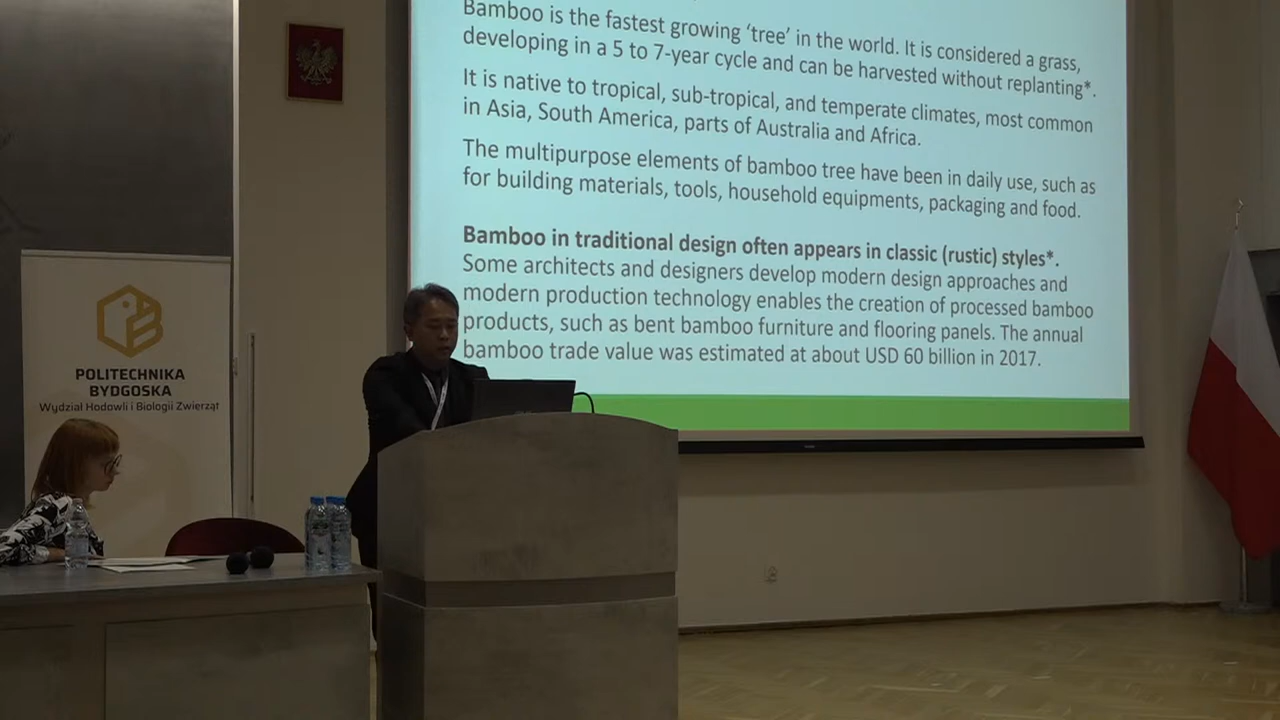 Bamboo is the fastest growing ‘tree’ in the world. It is considered a grass,
developing in a 5 to 7-year cycle and can be harvested without replanting*.
It is native to tropical, sub-tropical, and temperate climates, most common
in Asia, South America, parts of Australia and Africa.
The multipurpose elements of bamboo tree have been in daily use, such as
for building materials, tools, household equipments, packaging and food.
Bamboo in traditional design often appears in classic (rustic) styles*.
Some architects and designers develop modern design approaches and
modern production technology enables the creation of processed bamboo
products, such as bent bamboo furniture and flooring panels. The annual
bamboo trade value was estimated at about USD 60 billion in 2017.
POLITECHNIKA
BYDGOSKA
Wydział Hodowli i Biologii Zwierząt